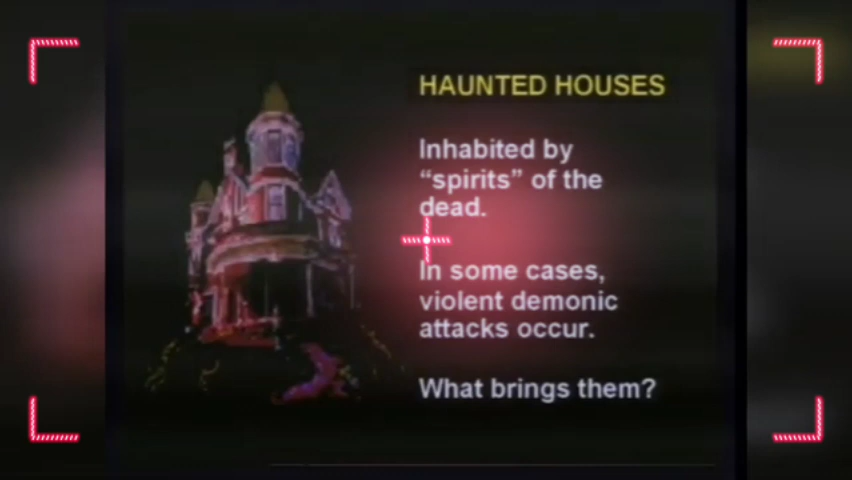 HAUNTED HOUSES
Inhabited by
“spirits” of the
dead.
In some cases,
violent demonic
attacks occur.
What brings them?